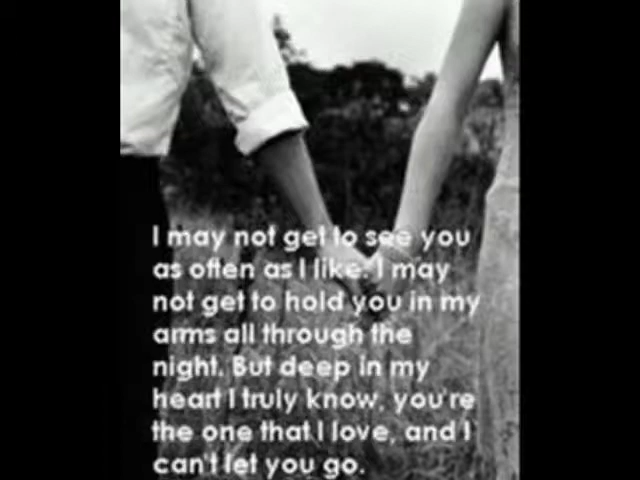 I may not get to see you
as often as I like. I may
not get to hold you in my
arms all through the
night. But deep in my
heart I truly know, you're
the one that I love, and I
can't let you go.